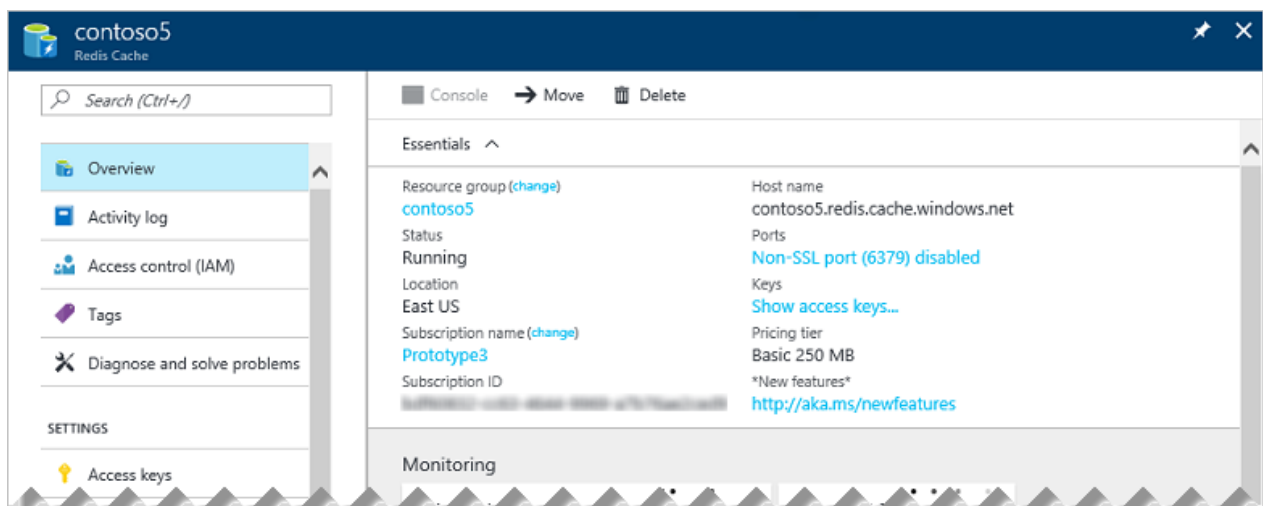 contoso5
Redis Cache
Search (Ctrl+/)
Overview
Activity log
Access control (IAM)
Tags
Diagnose and solve problems
SETTINGS
Access keys
Console Move Delete
Essentials
Resource group (change)
contoso5
Status
Running
Location
East US
Subscription name (change)
Prototype3
Subscription ID
Host name
contoso5.redis.cache.windows.net
Ports
Non-SSL port (6379) disabled
Keys
Show access keys...
Pricing tier
Basic 250 MB
*New features*
http://aka.ms/newfeatures
Monitoring